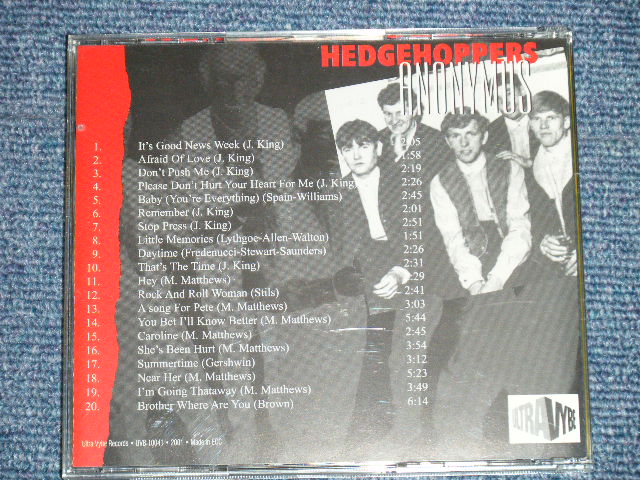 HEDGEHOPPERS
ANONYMUS
1. It's Good News Week (J. King) 2:05
2. Afraid Of Love (J. King) 1:58
3. Don't Push Me (J. King) 2:19
4. Please Don't Hurt Your Heart For Me (J. King) 2:26
5. Baby (You're Everything) (Spain-Williams) 2:45
6. Remember (J. King) 2:01
7. Stop Press (J. King) 2:51
8. Little Memories (Lythgoe-Allen-Walton) 1:51
9. Daytime (Fredenucci-Stewart-Saunders) 2:26
10. That's The Time (J. King) 2:31
11. Hey (M. Matthews) :29
12. Rock And Roll Woman (Stils) 2:41
13. A song For Pete (M. Matthews) 3:03
14. You Bet I'll Know Better (M. Matthews) 5:44
15. Caroline (M. Matthews) 2:45
16. She's Been Hurt (M. Matthews) 3:54
17. Summertime (Gershwin) 3:12
18. Near Her (M. Matthews) 5:23
19. I'm Going Thataway (M. Matthews) 3:49
20. Brother Where Are You (Brown) 6:14
ULTRA VYBE
Ultra-Vybe Records • UVB-10041 • 2001 • Made in EEC